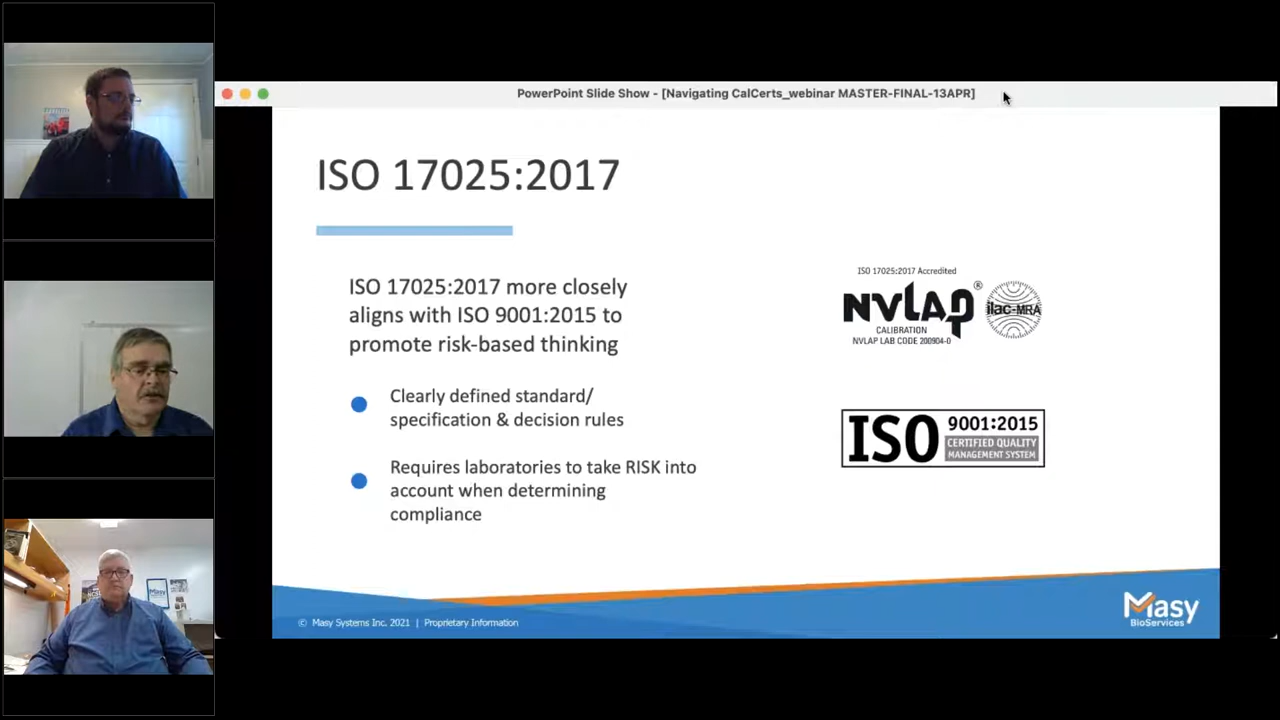 PowerPoint Slide Show - [Navigating CalCerts_webinar MASTER-FINAL-13APR]
ISO 17025:2017
ISO 17025:2017 more closely
aligns with ISO 9001:2015 to
promote risk-based thinking
Clearly defined standard/
specification & decision rules
Requires laboratories to take RISK into
account when determining
compliance
ISO 17025:2017 Accredited
NVLAP®
ilac-MRA
CALIBRATION
NVLAP LAB CODE 200904-0
ISO
9001:2015
CERTIFIED QUALITY
MANAGEMENT SYSTEM
© Masy Systems Inc. 2021 | Proprietary Information
Masy
BioServices